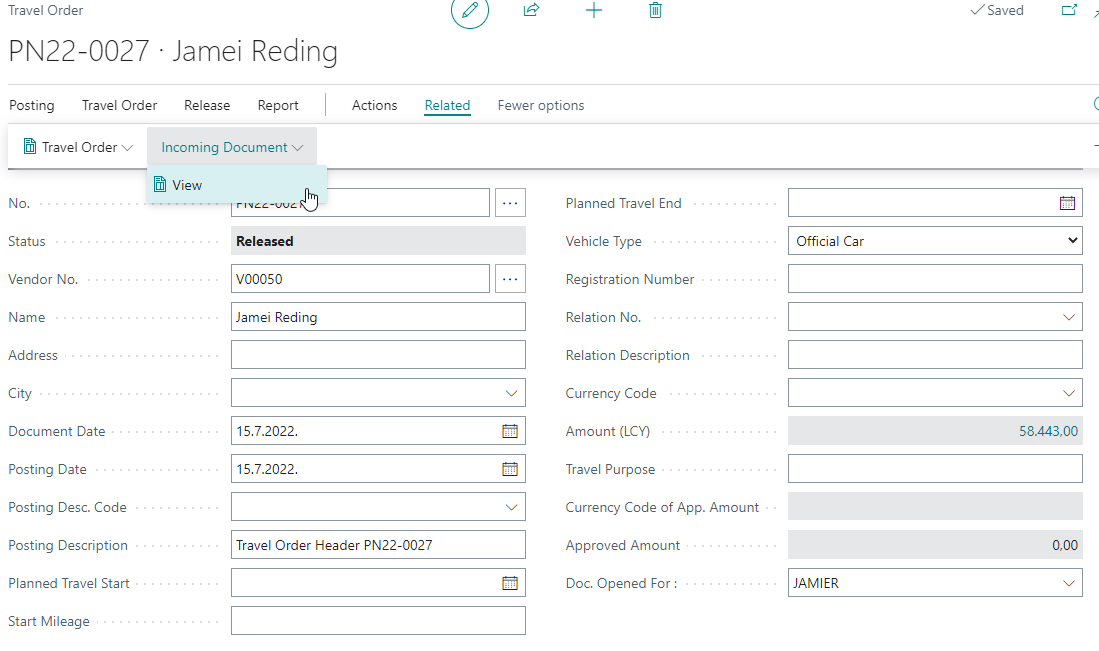 Travel Order
Saved
PN22-0027 · Jamei Reding
Posting Travel Order Release Report Actions Related Fewer options
Travel Order Incoming Document
View
No. PN22-0027
Status Released
Vendor No. V00050
Name Jamei Reding
Address
City
Document Date 15.7.2022.
Posting Date 15.7.2022.
Posting Desc. Code
Posting Description Travel Order Header PN22-0027
Planned Travel Start
Start Mileage
Planned Travel End
Vehicle Type Official Car
Registration Number
Relation No.
Relation Description
Currency Code
Amount (LCY) 58.443,00
Travel Purpose
Currency Code of App. Amount
Approved Amount 0,00
Doc. Opened For : JAMIER